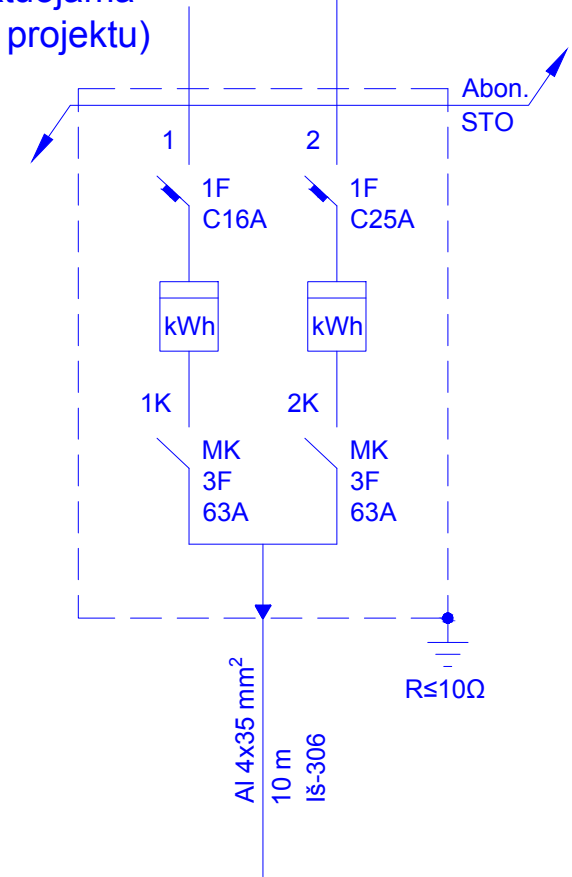 projektu)
Abon.
STO
1
2
1F
C16A
1F
C25A
kWh
kWh
1K
2K
MK
3F
63A
MK
3F
63A
R≤10Ω
Al 4x35 mm²
10 m
Iš-306